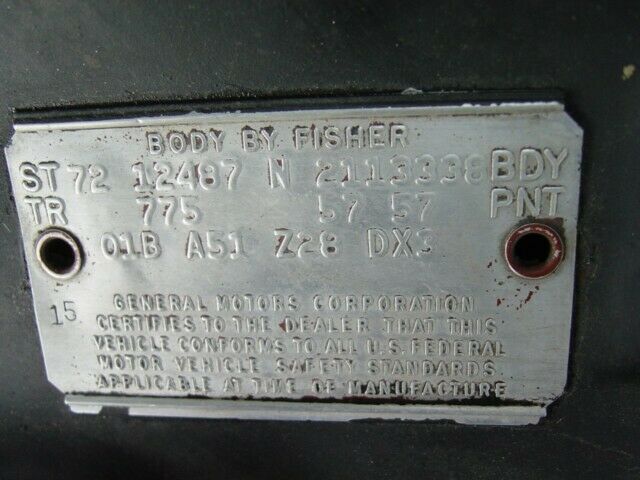 BODY BY FISHER
ST 72 12487 N 2113338 BDY
TR 775 57 57 PNT
01B A51 Z28 DX3
15
GENERAL MOTORS CORPORATION
CERTIFIES TO THE DEALER THAT THIS
VEHICLE CONFORMS TO ALL U.S. FEDERAL
MOTOR VEHICLE SAFETY STANDARDS
APPLICABLE AT TIME OF MANUFACTURE